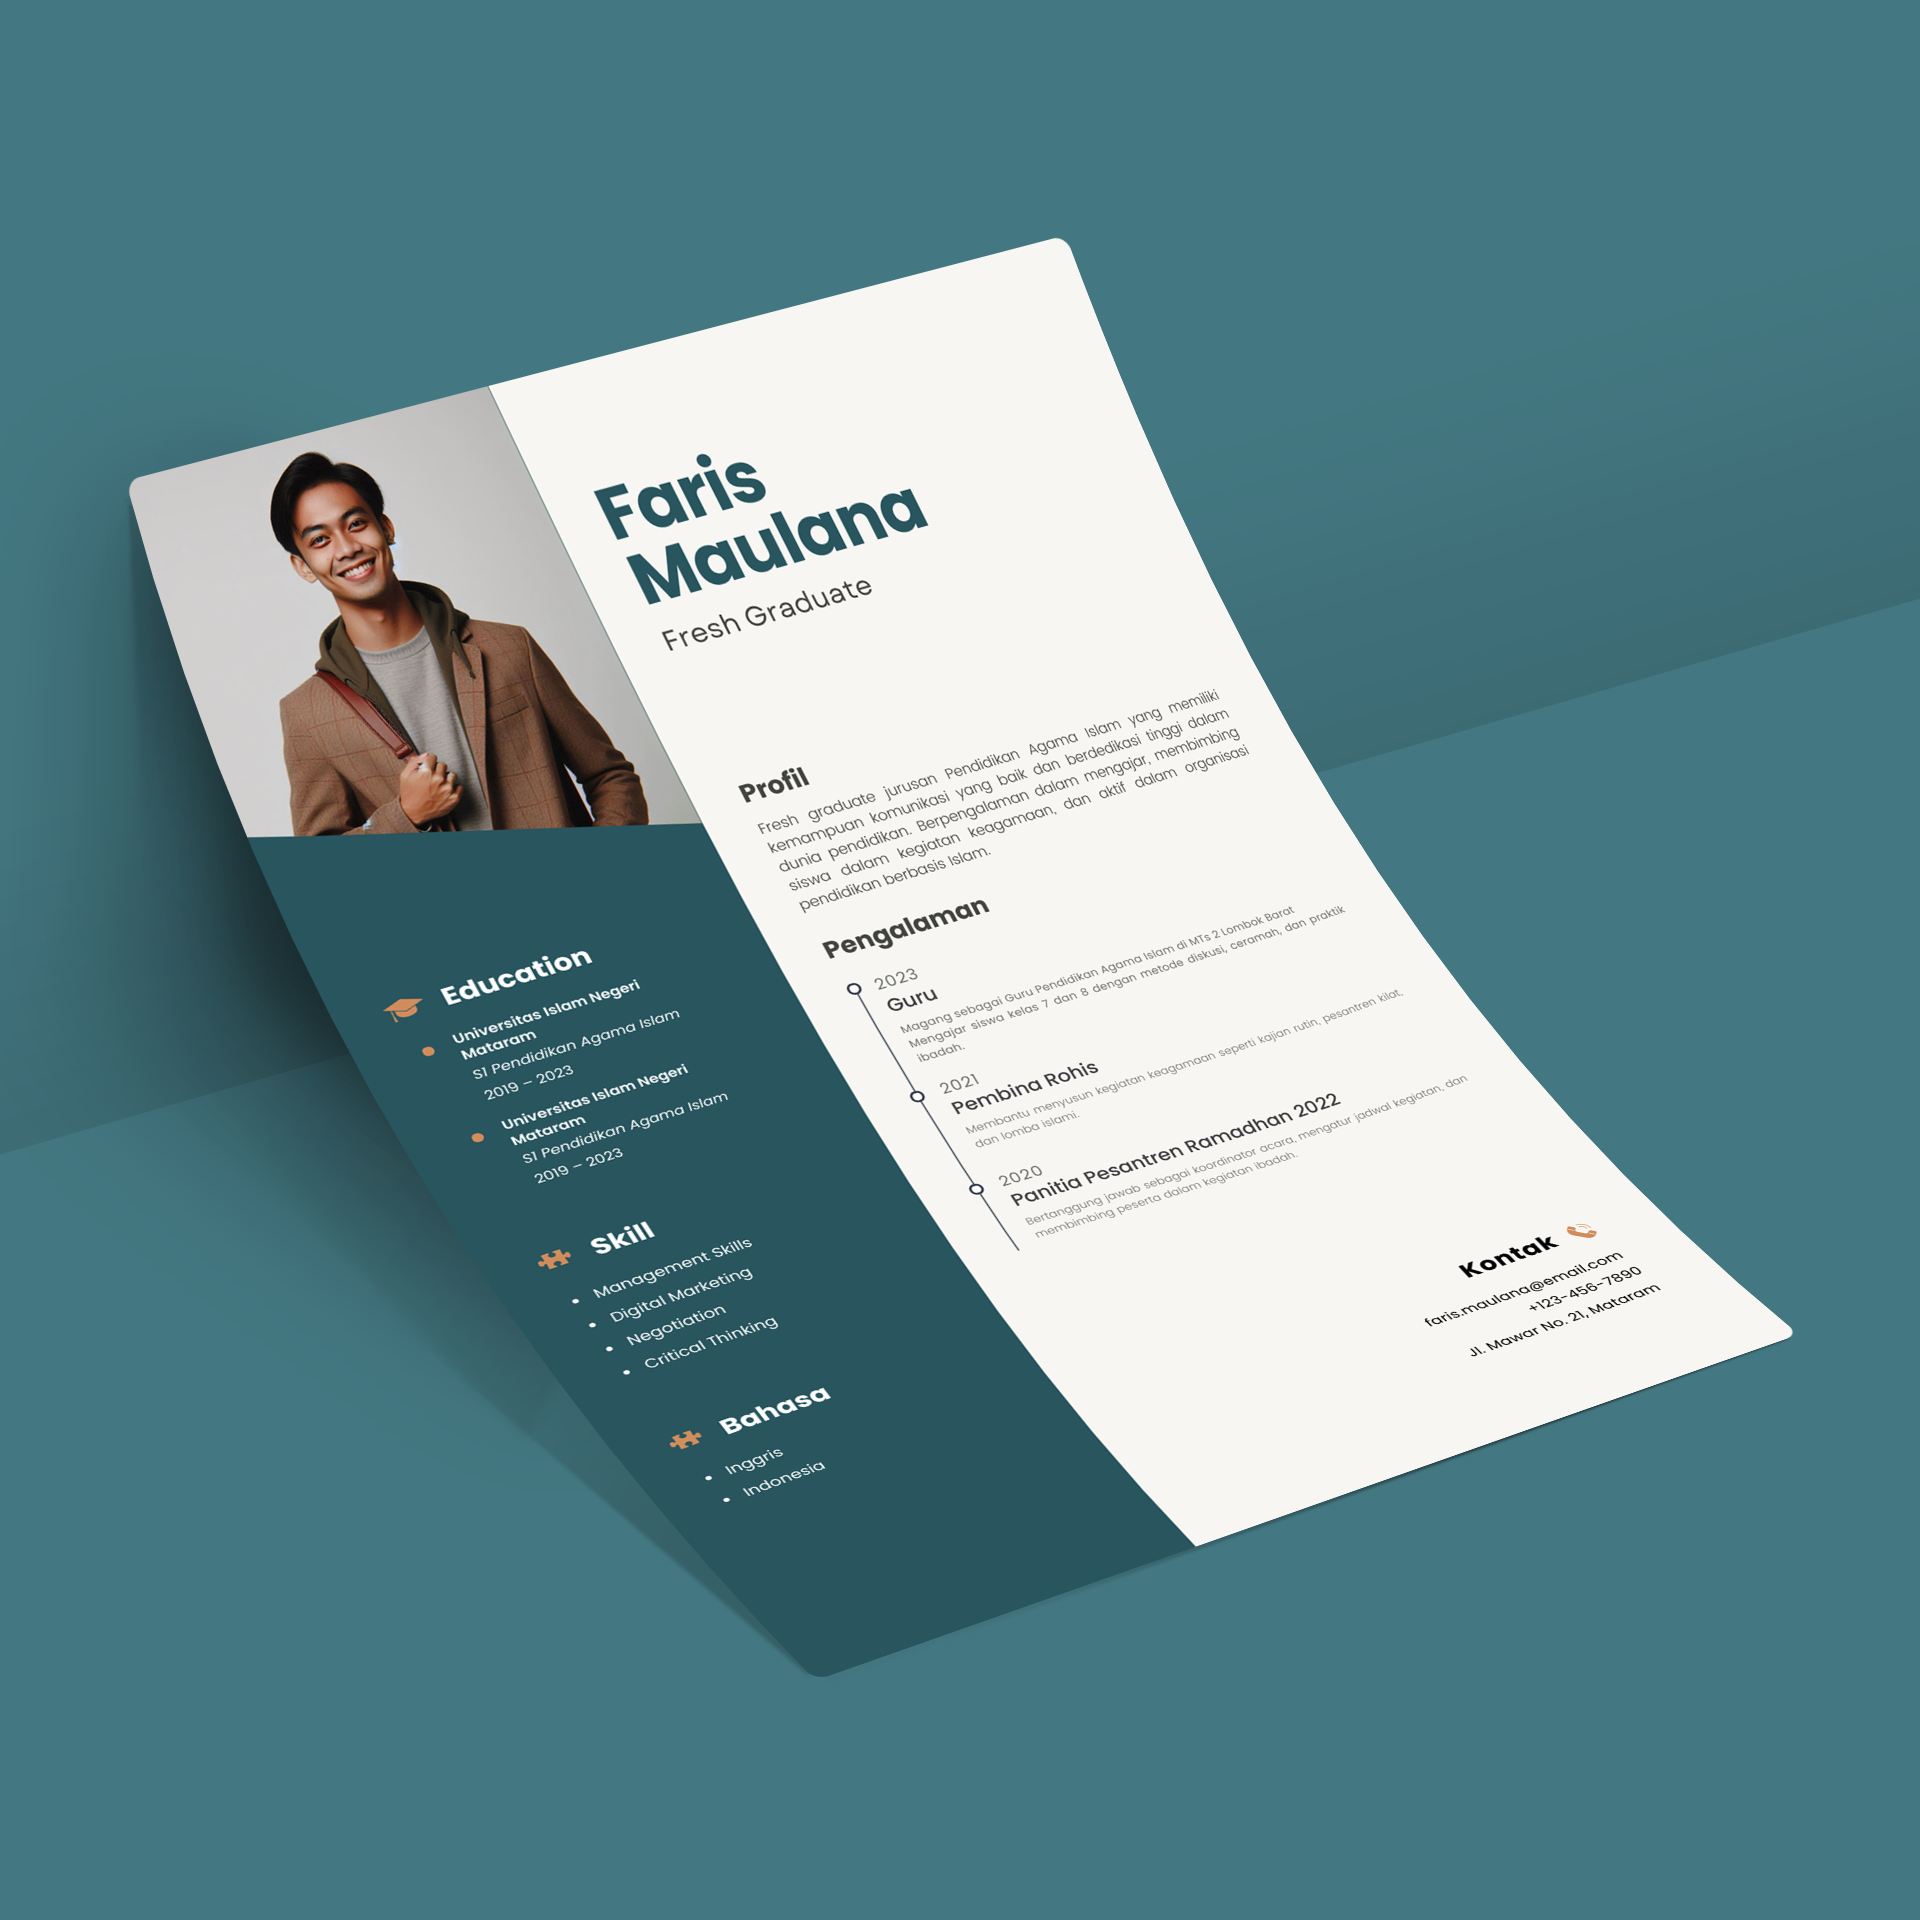 Faris
Maulana
Fresh Graduate
Profil
Fresh graduate jurusan Pendidikan Agama Islam yang memiliki
kemampuan komunikasi yang baik dan berdedikasi tinggi dalam
dunia pendidikan. Berpengalaman dalam mengajar, membimbing
siswa dalam kegiatan keagamaan, dan aktif dalam organisasi
pendidikan berbasis Islam.
Pengalaman
2023
Guru
Magang sebagai Guru Pendidikan Agama Islam di MTs 2 Lombok Barat
Mengajar siswa kelas 7 dan 8 dengan metode diskusi, ceramah, dan praktik
ibadah.
2021
Pembina Rohis
Membantu menyusun kegiatan keagamaan seperti kajian rutin, pesantren kilat,
dan lomba islami.
2020
Panitia Pesantren Ramadhan 2022
Bertanggung jawab sebagai koordinator acara, mengatur jadwal kegiatan, dan
membimbing peserta dalam kegiatan ibadah.
Kontak
faris.maulana@email.com
+123-456-7890
Jl. Mawar No. 21, Mataram
Education
Universitas Islam Negeri
Mataram
S1 Pendidikan Agama Islam
2019 – 2023
Universitas Islam Negeri
Mataram
S1 Pendidikan Agama Islam
2019 – 2023
Skill
• Management Skills
• Digital Marketing
• Negotiation
• Critical Thinking
Bahasa
• Inggris
• Indonesia